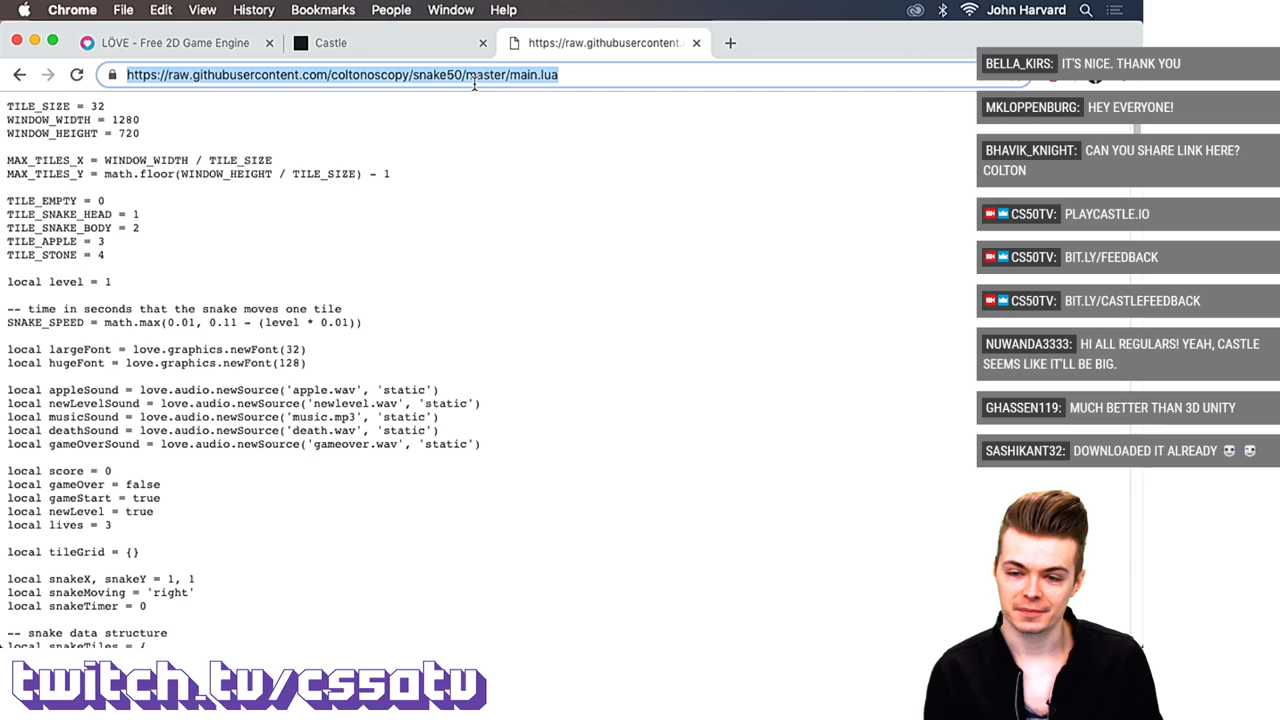 Chrome File Edit View History Bookmarks People Window Help John Harvard
LÖVE - Free 2D Game Engine
Castle
https://raw.githubusercontent.
https://raw.githubusercontent.com/coltonoscopy/snake50/master/main.lua
TILE_SIZE = 32
WINDOW_WIDTH = 1280
WINDOW_HEIGHT = 720
MAX_TILES_X = WINDOW_WIDTH / TILE_SIZE
MAX_TILES_Y = math.floor(WINDOW_HEIGHT / TILE_SIZE) - 1
TILE_EMPTY = 0
TILE_SNAKE_HEAD = 1
TILE_SNAKE_BODY = 2
TILE_APPLE = 3
TILE_STONE = 4
local level = 1
-- time in seconds that the snake moves one tile
SNAKE_SPEED = math.max(0.01, 0.11 - (level * 0.01))
local largeFont = love.graphics.newFont(32)
local hugeFont = love.graphics.newFont(128)
local appleSound = love.audio.newSource('apple.wav', 'static')
local newLevelSound = love.audio.newSource('newlevel.wav', 'static')
local musicSound = love.audio.newSource('music.mp3', 'static')
local deathSound = love.audio.newSource('death.wav', 'static')
local gameOverSound = love.audio.newSource('gameover.wav', 'static')
local score = 0
local gameOver = false
local gameStart = true
local newLevel = true
local lives = 3
local tileGrid = {}
local snakeX, snakeY = 1, 1
local snakeMoving = 'right'
local snakeTimer = 0
-- snake data structure
local snakeTiles = {
BELLA_KIRS: IT'S NICE. THANK YOU
MKLOPPENBURG: HEY EVERYONE!
BHAVIK_KNIGHT: CAN YOU SHARE LINK HERE?
COLTON
CS50TV: PLAYCASTLE.IO
CS50TV: BIT.LY/FEEDBACK
CS50TV: BIT.LY/CASTLEFEEDBACK
NUWANDA3333: HI ALL REGULARS! YEAH, CASTLE
SEEMS LIKE IT'LL BE BIG.
GHASSEN119: MUCH BETTER THAN 3D UNITY
SASHIKANT32: DOWNLOADED IT ALREADY
twitch.tv/cs50tv